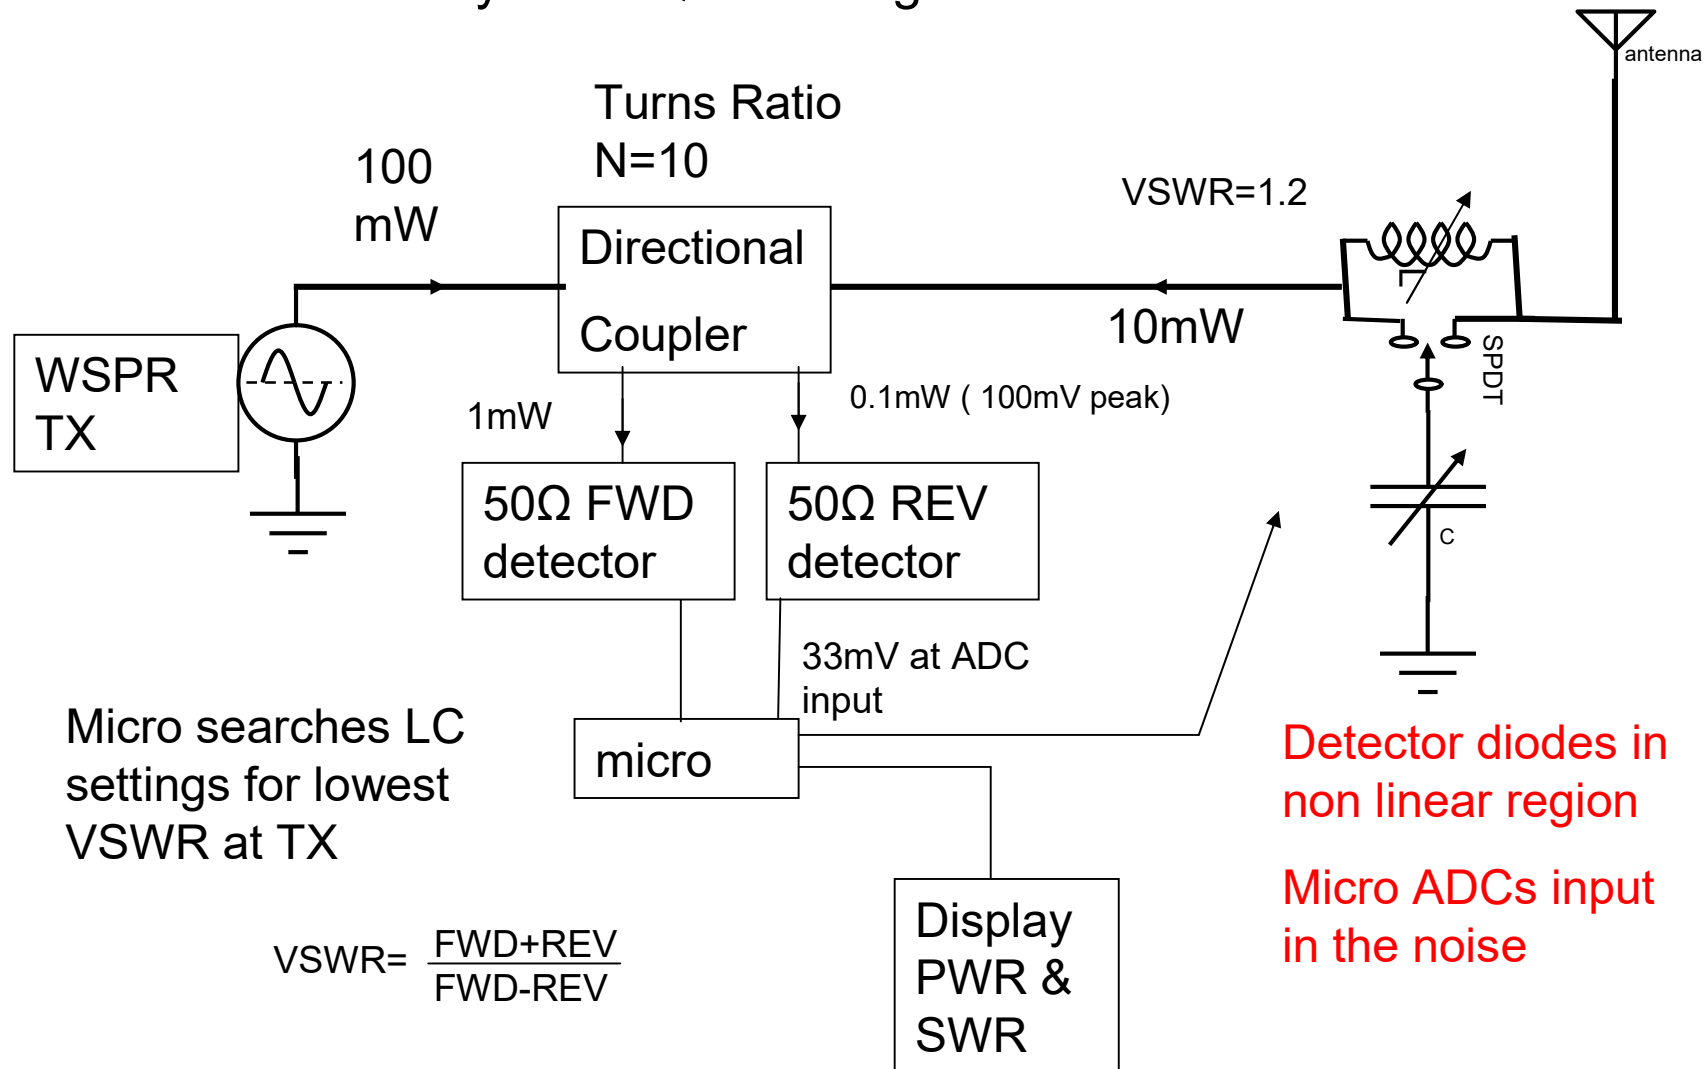 antenna
Turns Ratio
N=10
100
mW
VSWR=1.2
Directional
Coupler
L
10mW
SPDT
WSPR
TX
1mW
0.1mW ( 100mV peak)
50Ω FWD
detector
50Ω REV
detector
C
33mV at ADC
input
Micro searches LC
settings for lowest
VSWR at TX
micro
Detector diodes in
non linear region
Micro ADCs input
in the noise
Display
PWR &
SWR
VSWR= FWD+REV
FWD-REV